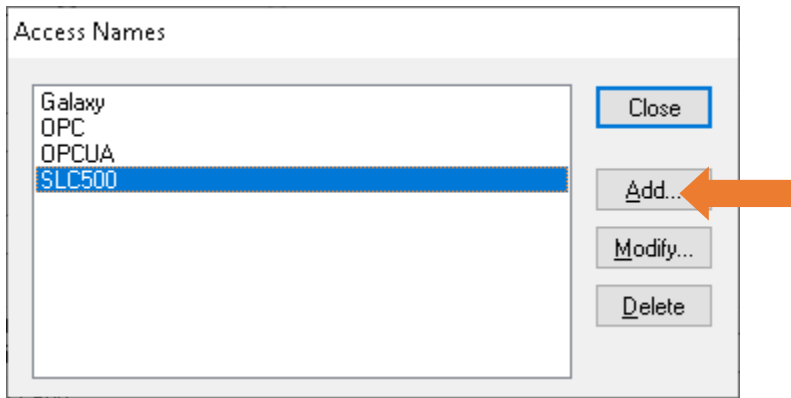 Access Names
Galaxy
OPC
OPCUA
SLC500
Close
Add...
Modify...
Delete